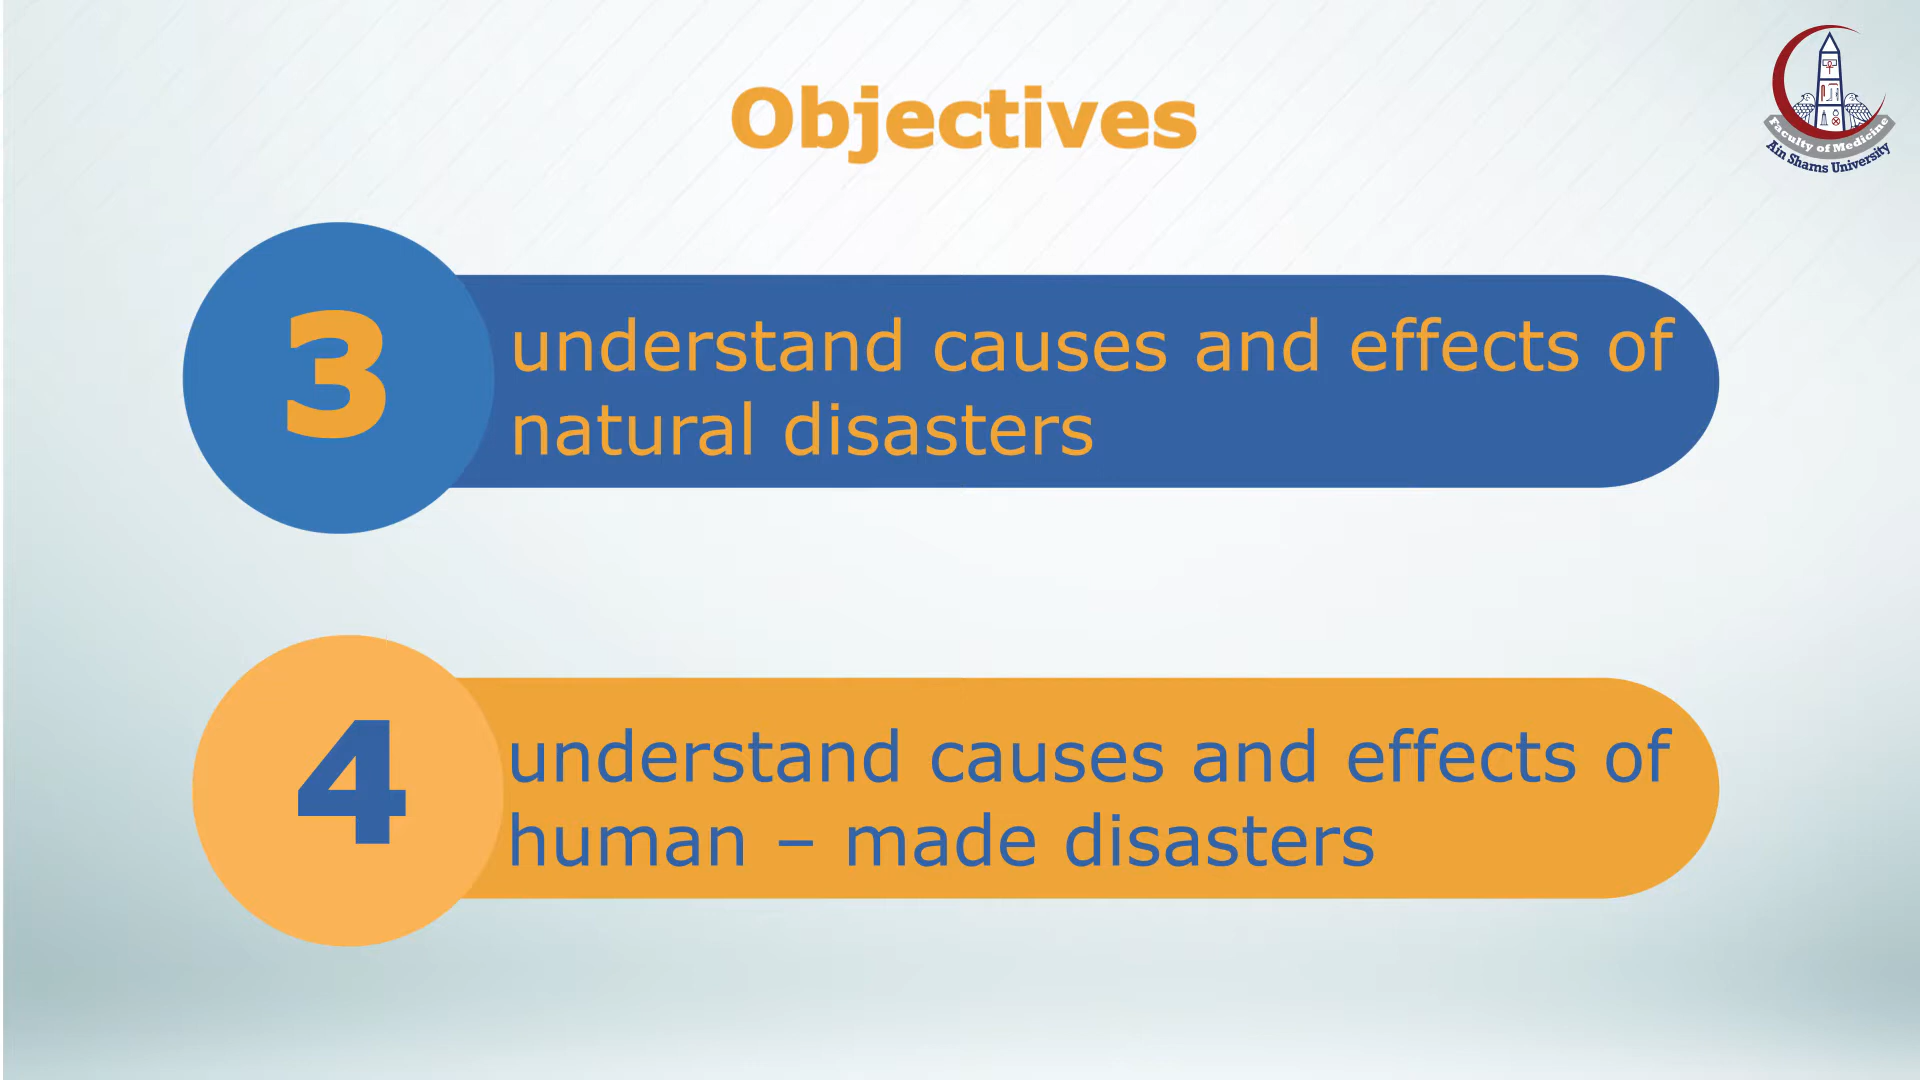 Objectives
Faculty of Medicine
Ain Shams University
3
understand causes and effects of
natural disasters
4
understand causes and effects of
human – made disasters